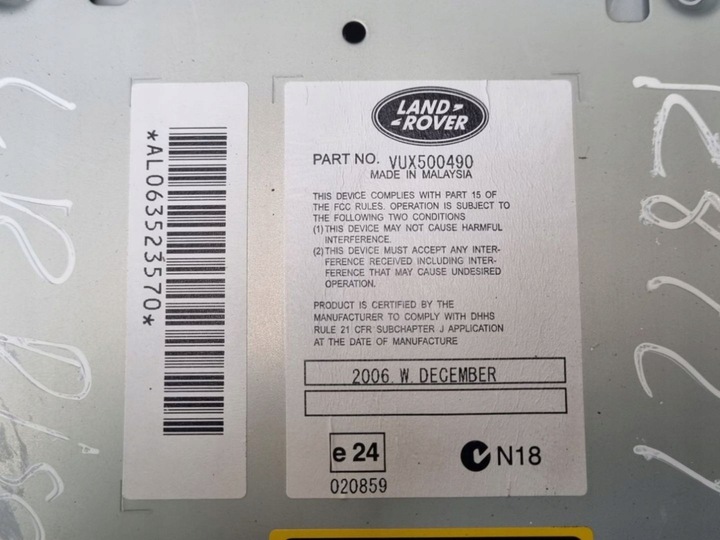 *AL0635235​70*
LAND-
-ROVER
PART NO. VUX500490
MADE IN MALAYSIA
THIS DEVICE COMPLIES WITH PART 15 OF
THE FCC RULES. OPERATION IS SUBJECT TO
THE FOLLOWING TWO CONDITIONS
(1) THIS DEVICE MAY NOT CAUSE HARMFUL
INTERFERENCE.
(2) THIS DEVICE MUST ACCEPT ANY INTER-
FERENCE RECEIVED INCLUDING INTER-
FERENCE THAT MAY CAUSE UNDESIRED
OPERATION.
PRODUCT IS CERTIFIED BY THE
MANUFACTURER TO COMPLY WITH DHHS
RULE 21 CFR SUBCHAPTER J APPLICATION
AT THE DATE OF MANUFACTURE
2006. W. DECEMBER
e 24
N18
020859